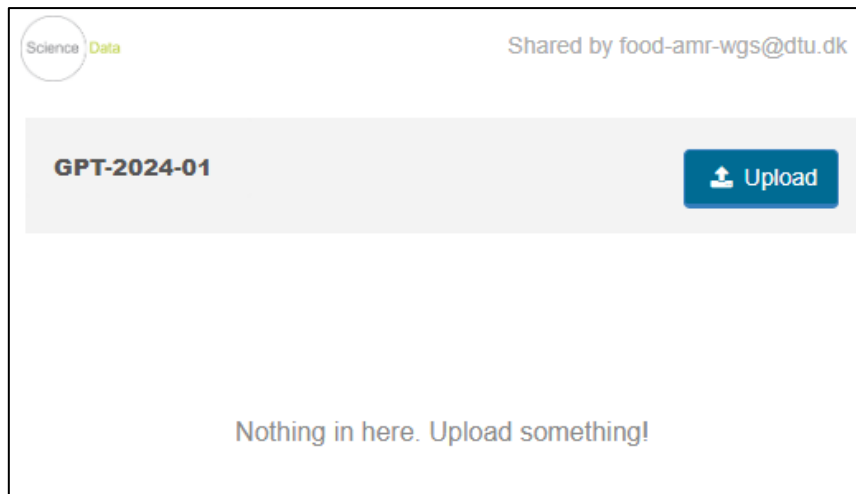 Science Data
Shared by food-amr-wgs@dtu.dk
GPT-2024-01
Upload
Nothing in here. Upload something!